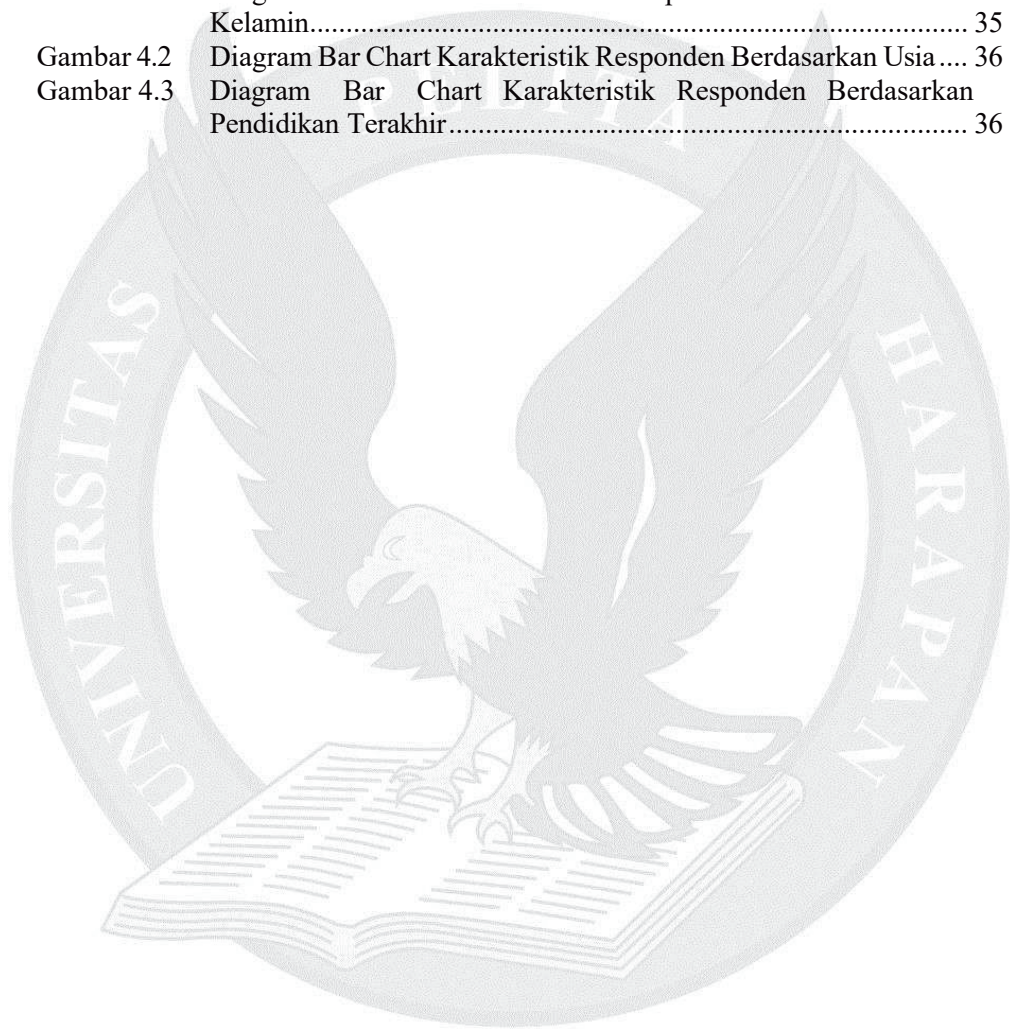 Kelamin.......................................................................................... 35
Gambar 4.2 Diagram Bar Chart Karakteristik Responden Berdasarkan Usia .... 36
Gambar 4.3 Diagram Bar Chart Karakteristik Responden Berdasarkan
Pendidikan Terakhir........................................................................ 36
UNIVERSITAS PELITA HARAPAN